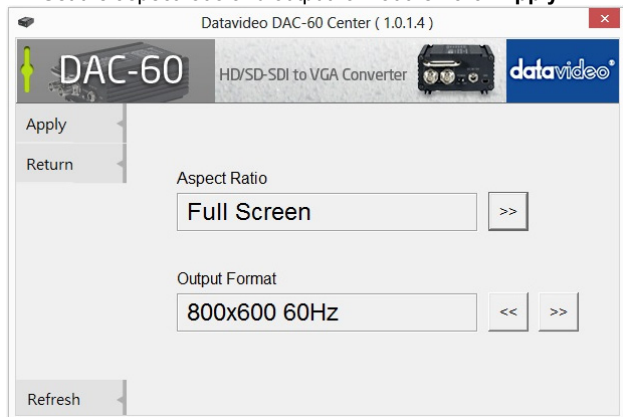 Datavideo DAC-60 Center ( 1.0.1.4 )
DAC-60
HD/SD-SDI to VGA Converter
datavideo
Apply
Return
Aspect Ratio
Full Screen
>>
Output Format
800x600 60Hz
<< >>
Refresh